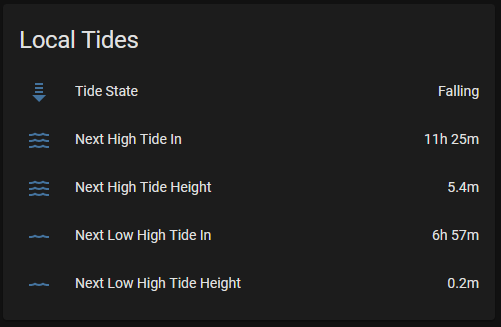 Local Tides
Tide State Falling
Next High Tide In 11h 25m
Next High Tide Height 5.4m
Next Low High Tide In 6h 57m
Next Low High Tide Height 0.2m